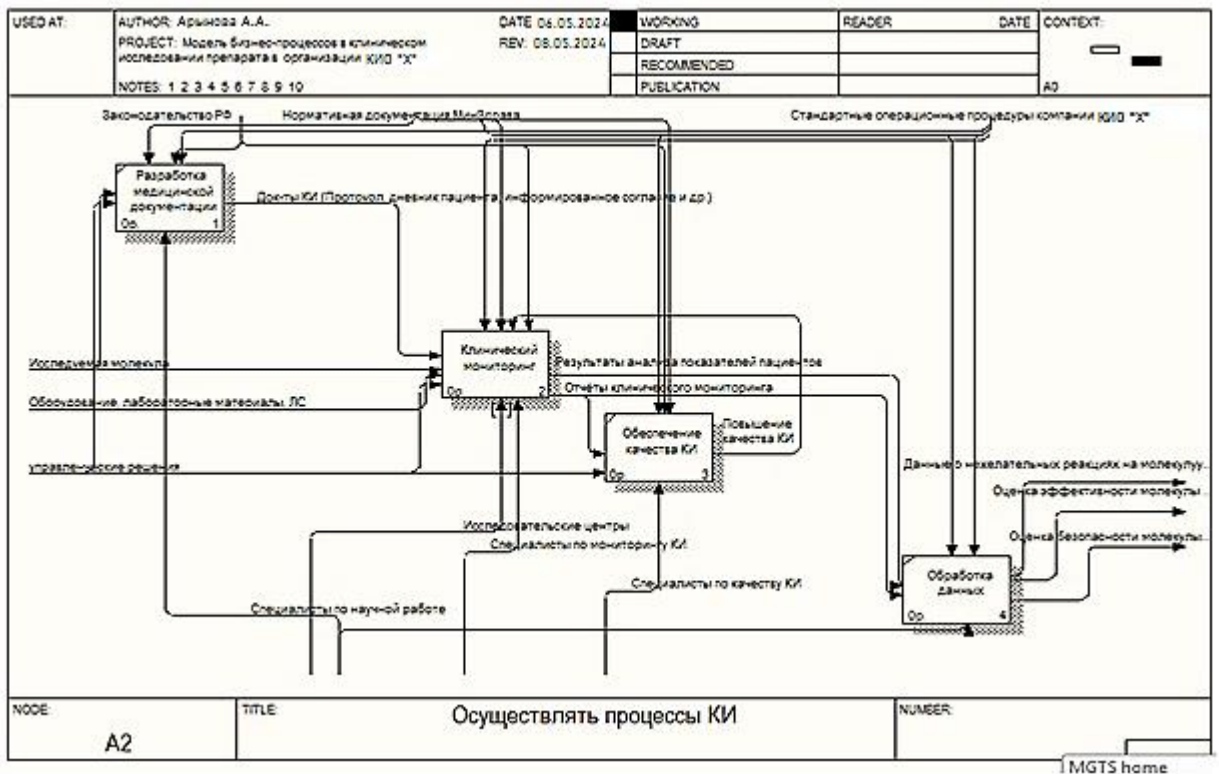 USED AT:
AUTHOR: Арынова А.А.
DATE 06.05.2024
WORKING
READER
DATE
CONTEXT:
PROJECT: Модель бизнес-процессов в клиническом
исследовании препарата в организации КИО "Х"
REV: 08.05.2024
DRAFT
RECOMMENDED
NOTES: 1 2 3 4 5 6 7 8 9 10
PUBLICATION
A0
Законодательство РФ
Нормативная документация МинЗдрава
Стандартные операционные процедуры компании КИО "Х"
Разработка
медицинской
документации
0р.
1
Док-ты КИ (Протокол, дневник пациента, информированное согласие и др.)
Клинический
мониторинг
0р.
2
Исследуемая молекула
Результаты анализа показателей пациентов
Отчёты клинического мониторинга
Оборудование, лабораторные материалы, ЛС
Обеспечение
качества КИ
0р.
3
Повышение
качества КИ
управленческие решения
Данные о нежелательных реакциях на молекулу..
Оценка эффективности молекулы..
Исследовательские центры
Специалисты по мониторингу КИ
Оценка безопасности молекулы..
Обработка
данных
0р.
4
Специалисты по качеству КИ
Специалисты по научной работе
NODE:
TITLE:
NUMBER:
A2
Осуществлять процессы КИ
MGTS home